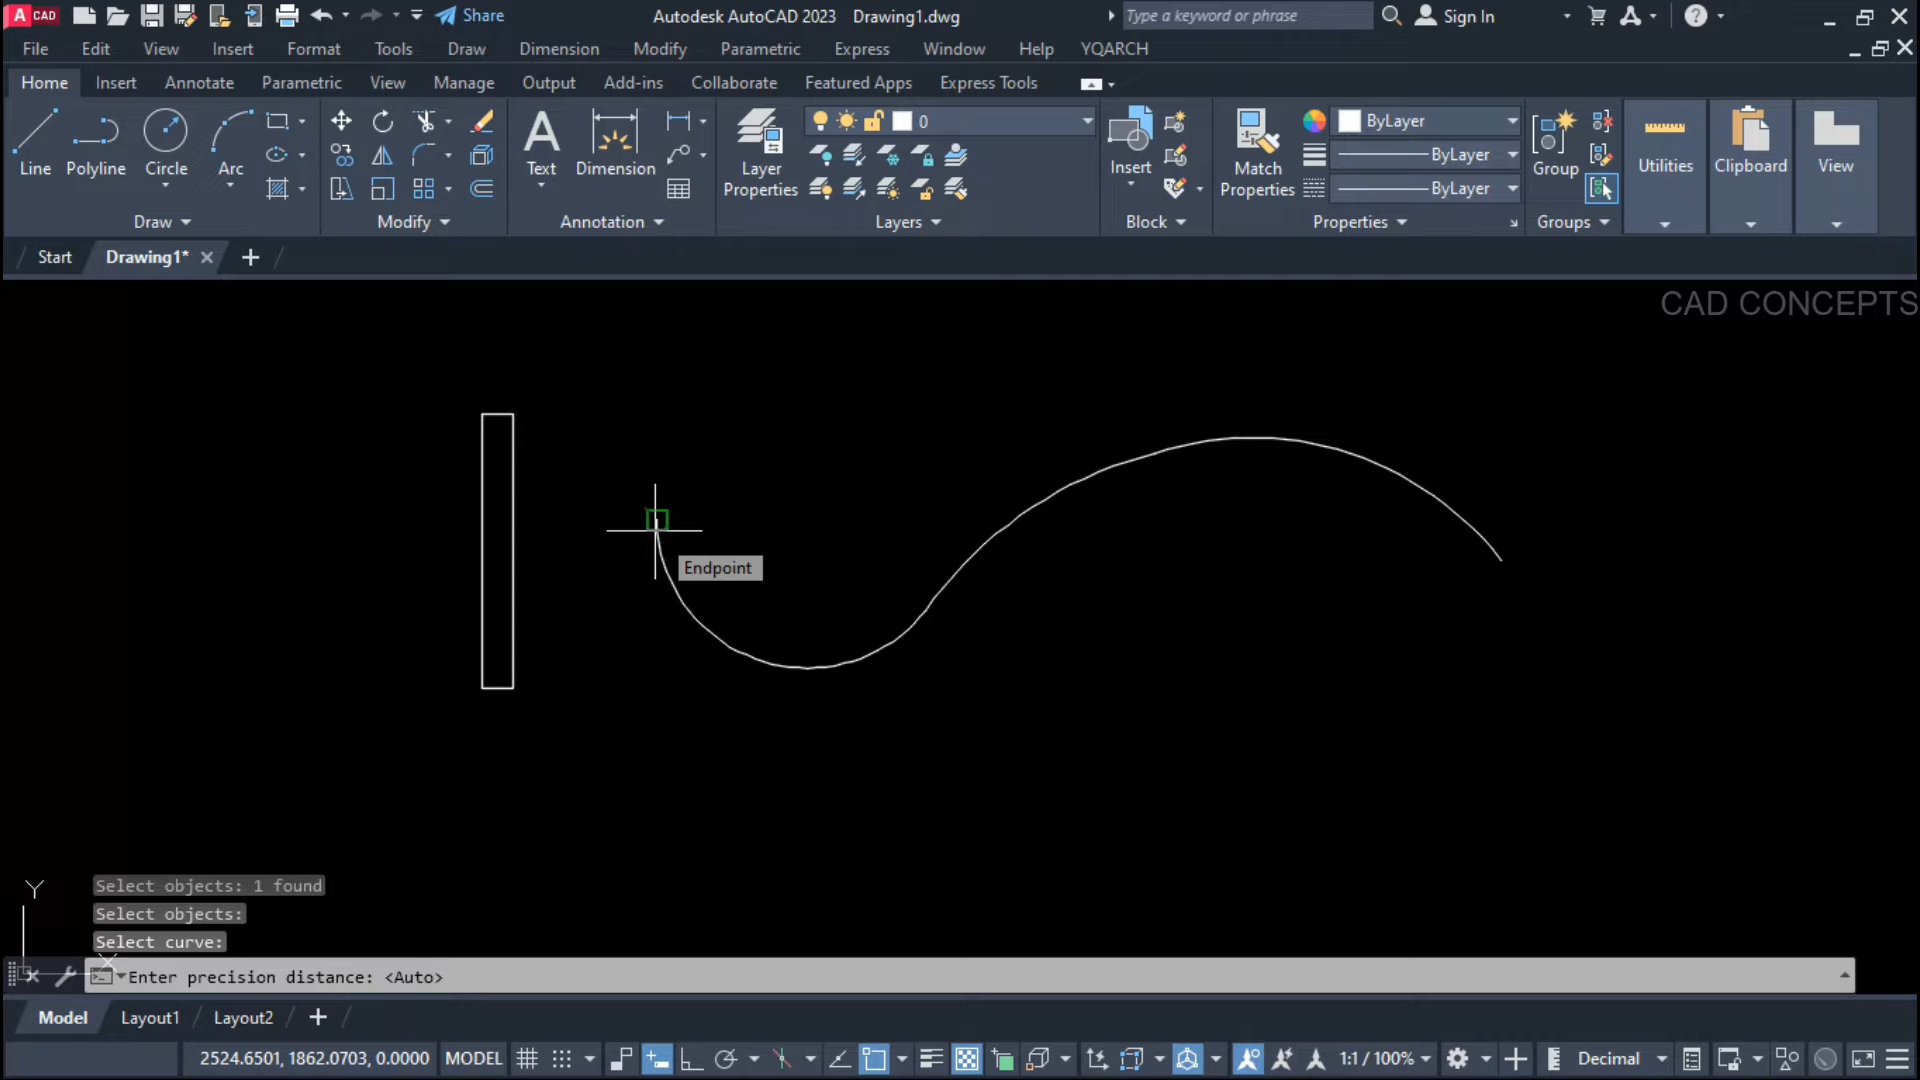 A CAD Share Autodesk AutoCAD 2023 Drawing1.dwg Type a keyword or phrase Sign In
File Edit View Insert Format Tools Draw Dimension Modify Parametric Express Window Help YQARCH
Home Insert Annotate Parametric View Manage Output Add-ins Collaborate Featured Apps Express Tools
0 ByLayer
Line Polyline Circle Arc A Text Dimension Layer Properties Insert Match Properties ByLayer Group Utilities Clipboard View
ByLayer
Draw Modify Annotation Layers Block Properties Groups
Start Drawing1* +
CAD CONCEPTS
Endpoint
Select objects: 1 found
Y
Select objects:
Select curve:
X
Enter precision distance: <Auto>
Model Layout1 Layout2 +
2524.6501, 1862.0703, 0.0000 MODEL 1:1 / 100% Decimal